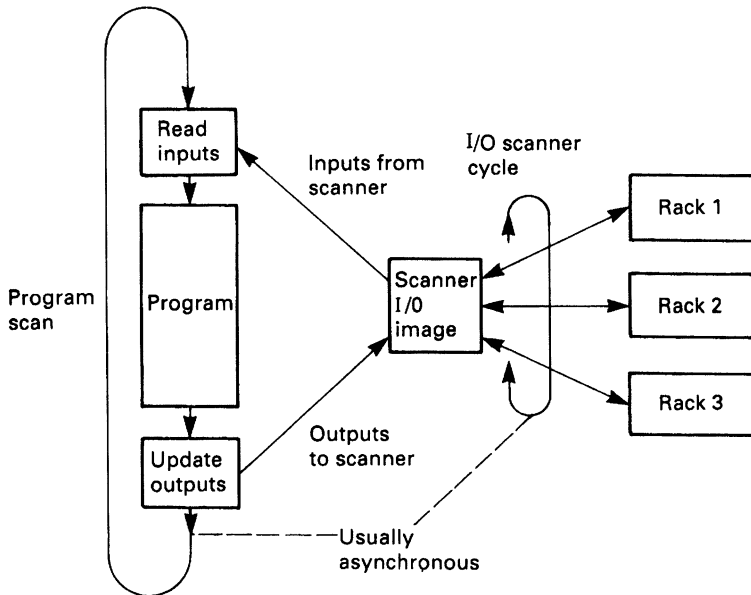 Read
inputs
Program
scan
Program
Update
outputs
Inputs from
scanner
Outputs
to scanner
Scanner
I/0
image
I/O scanner
cycle
Rack 1
Rack 2
Rack 3
Usually
asynchronous